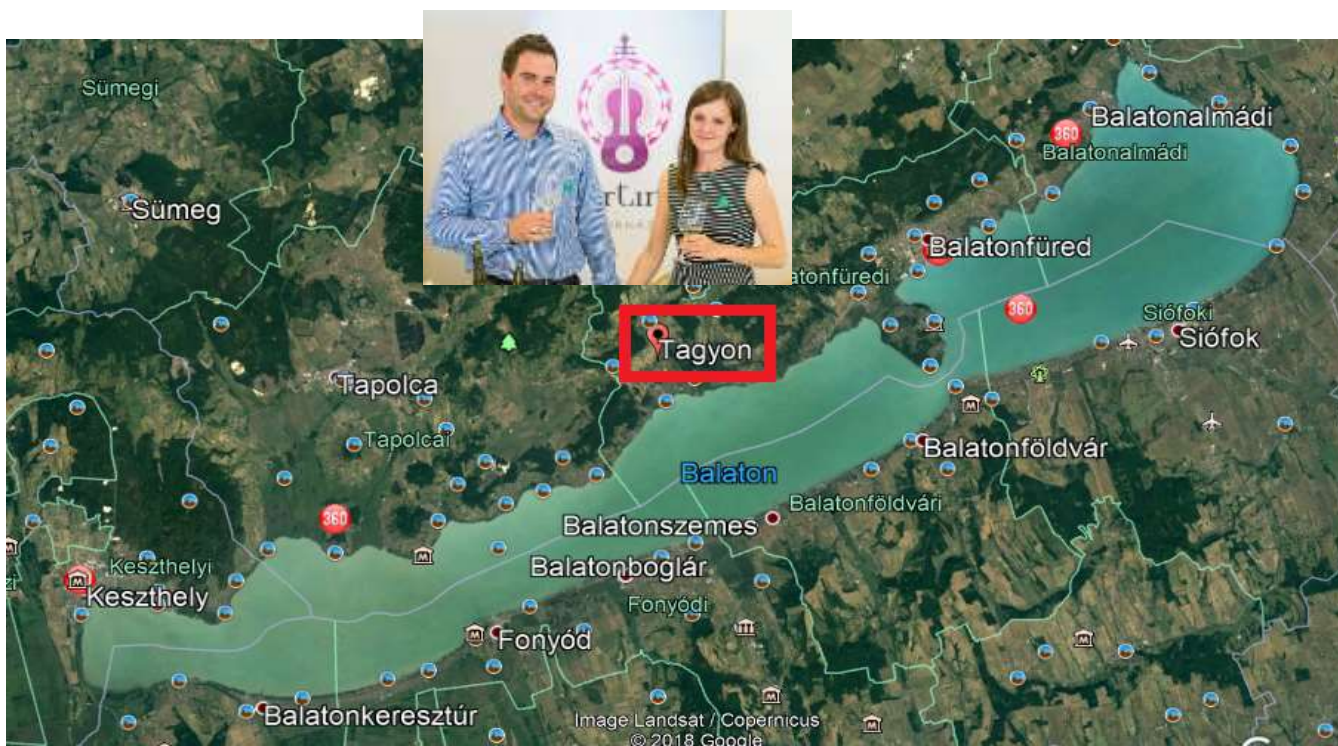 Sümegi
Balatonalmádi
Balatonalmádi
360
Sümeg
Balatonfüred
atonfüredi
360
Siófoki
Siófok
Tagyon
Tapolca
Tapolcai
Balatonföldvár
Balaton
Balatonföldvári
360
Balatonszemes
Balatonboglár
Keszthelyi
Keszthely
Fonyódi
Fonyód
Balatonkeresztúr
Image Landsat / Copernicus
© 2018 Google